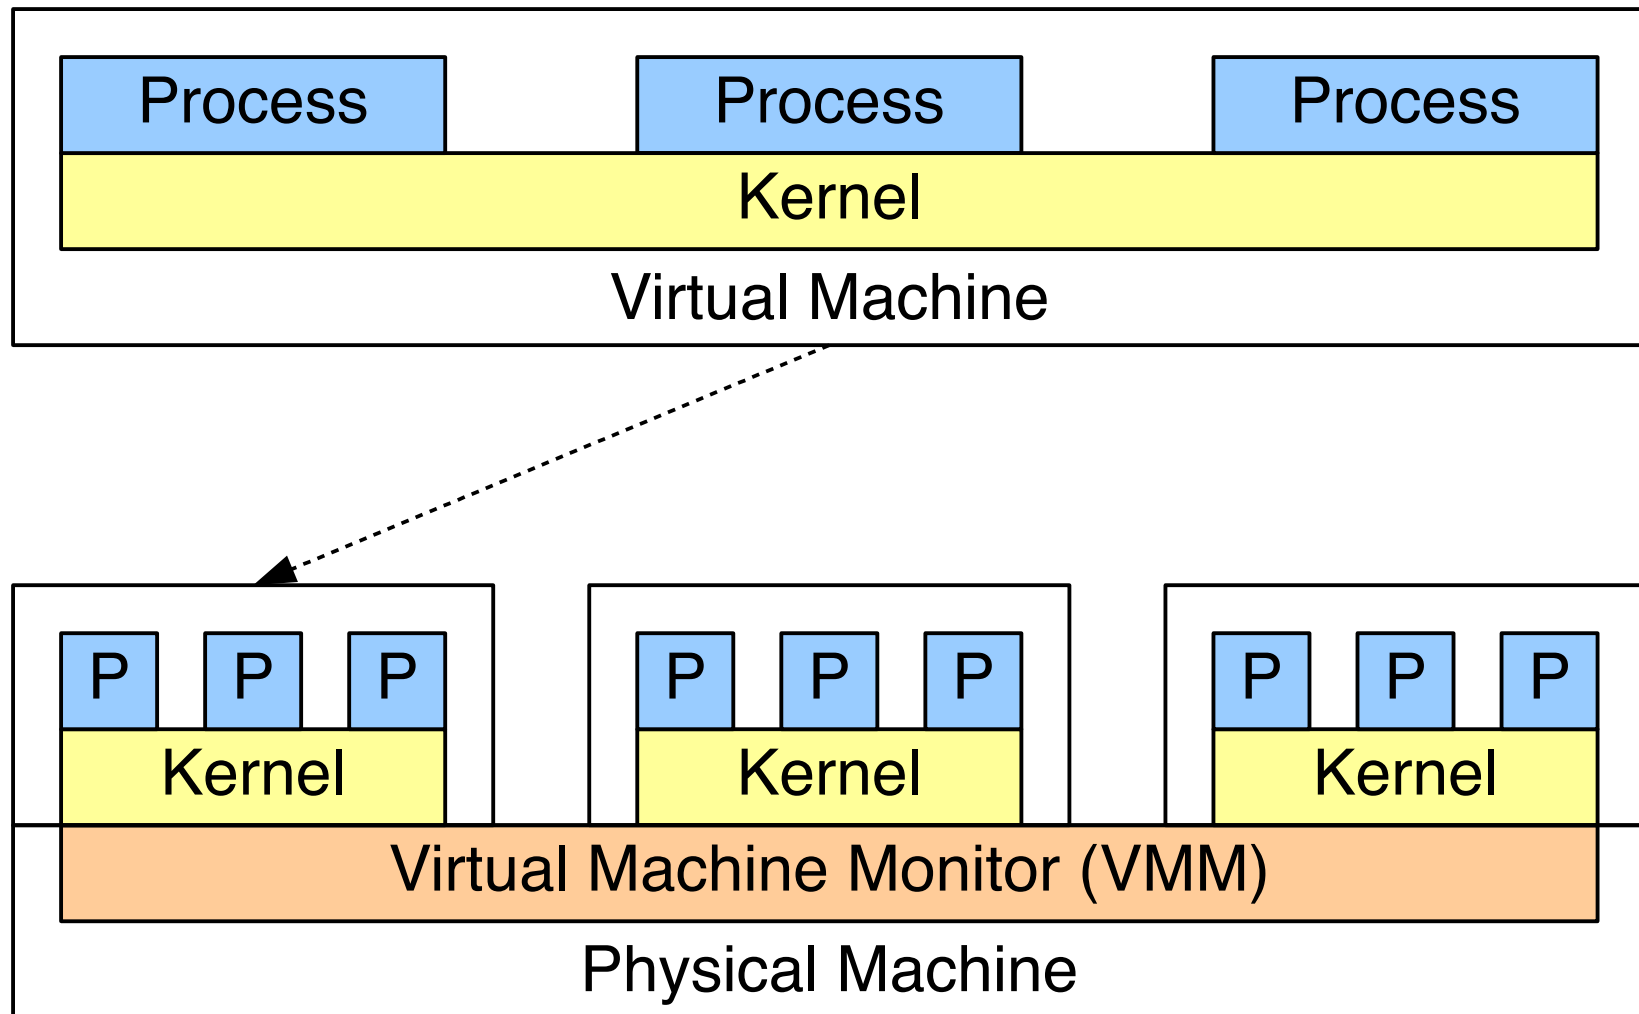 Process Process Process
Kernel
Virtual Machine
P P P P P P P P P
Kernel Kernel Kernel
Virtual Machine Monitor (VMM)
Physical Machine